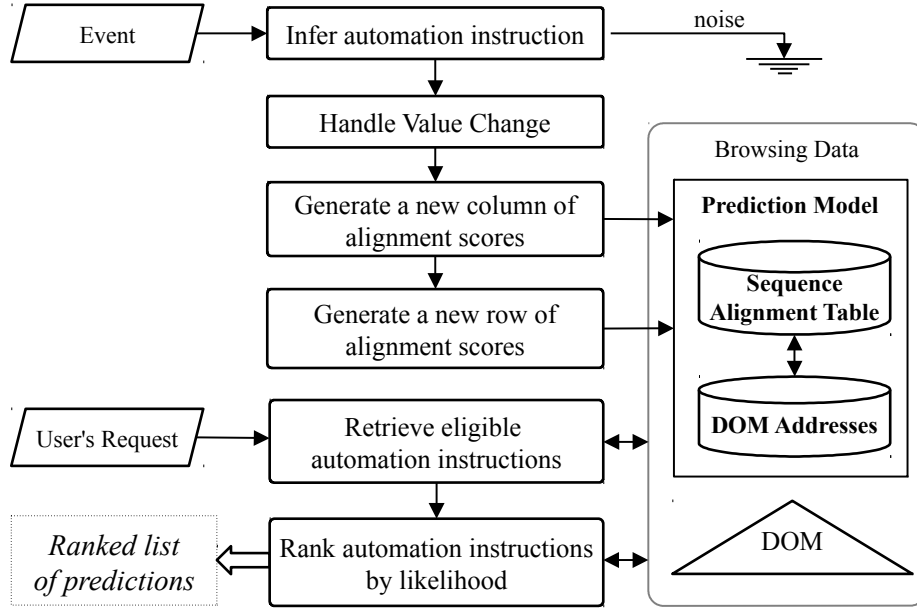 Event
Infer automation instruction
noise
Handle Value Change
Browsing Data
Generate a new column of
alignment scores
Prediction Model
Sequence
Alignment Table
Generate a new row of
alignment scores
DOM Addresses
User's Request
Retrieve eligible
automation instructions
Ranked list
of predictions
Rank automation instructions
by likelihood
DOM